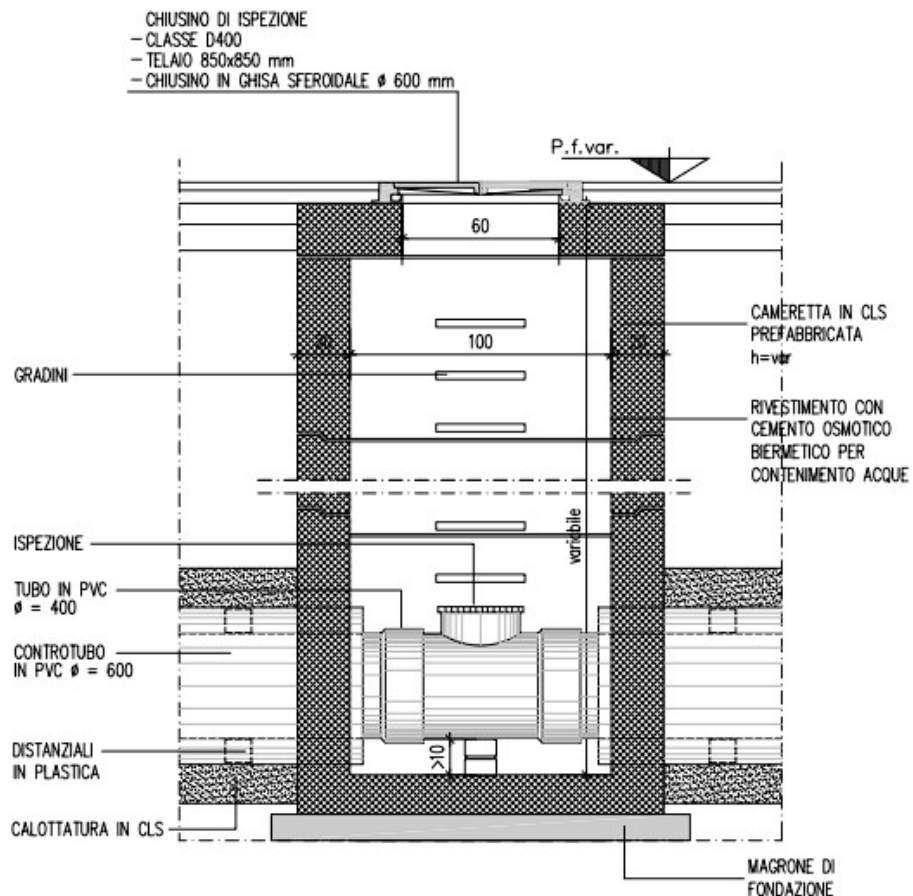 CHIUSINO DI ISPEZIONE
– CLASSE D400
– TELAIO 850x850 mm
– CHIUSINO IN GHISA SFEROIDALE ø 600 mm
P.f.var.
60
CAMERETTA IN CLS
PREFABBRICATA
h=var
100
GRADINI
RIVESTIMENTO CON
CEMENTO OSMOTICO
BIERMETICO PER
CONTENIMENTO ACQUE
variabile
ISPEZIONE
TUBO IN PVC
ø = 400
CONTROTUBO
IN PVC ø = 600
DISTANZIALI
IN PLASTICA
>10
CALOTTATURA IN CLS
MAGRONE DI
FONDAZIONE